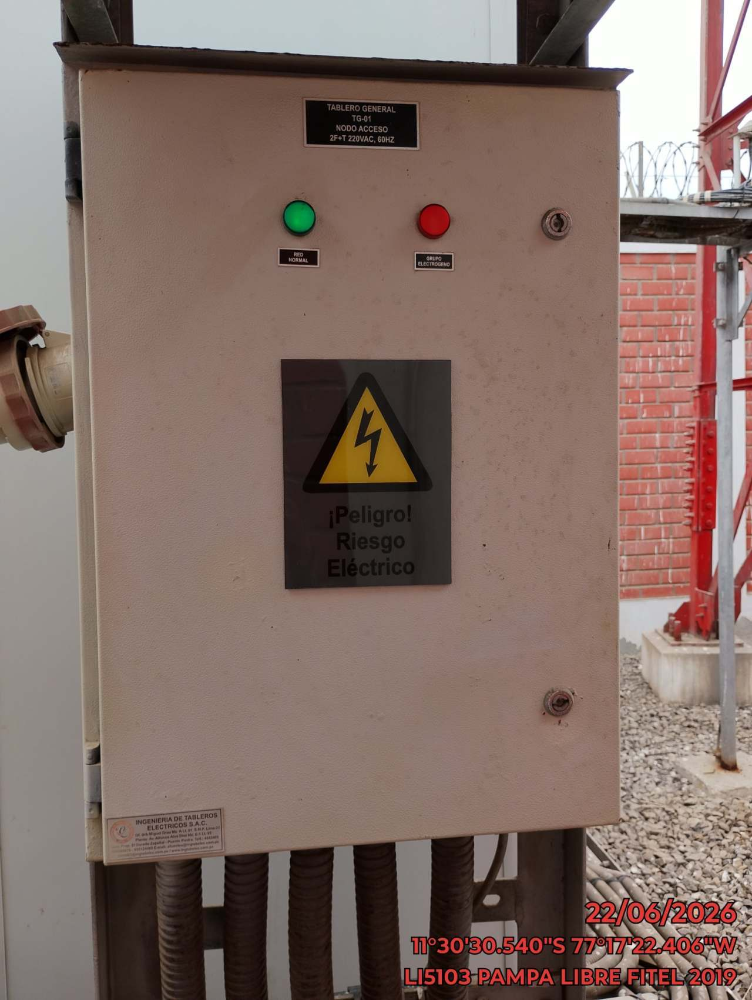 TABLERO GENERAL
TG-01
NODO ACCESO
2F+T 220VAC, 60HZ
RED
NORMAL
GRUPO
ELECTROGENO
¡Peligro!
Riesgo
Eléctrico
INGENIERIA DE TABLEROS
ELECTRICOS S.A.C.
22/06/2026
11°30'30.540"S 77°17'22.406"W
LI5103 PAMPA LIBRE FITEL 2019